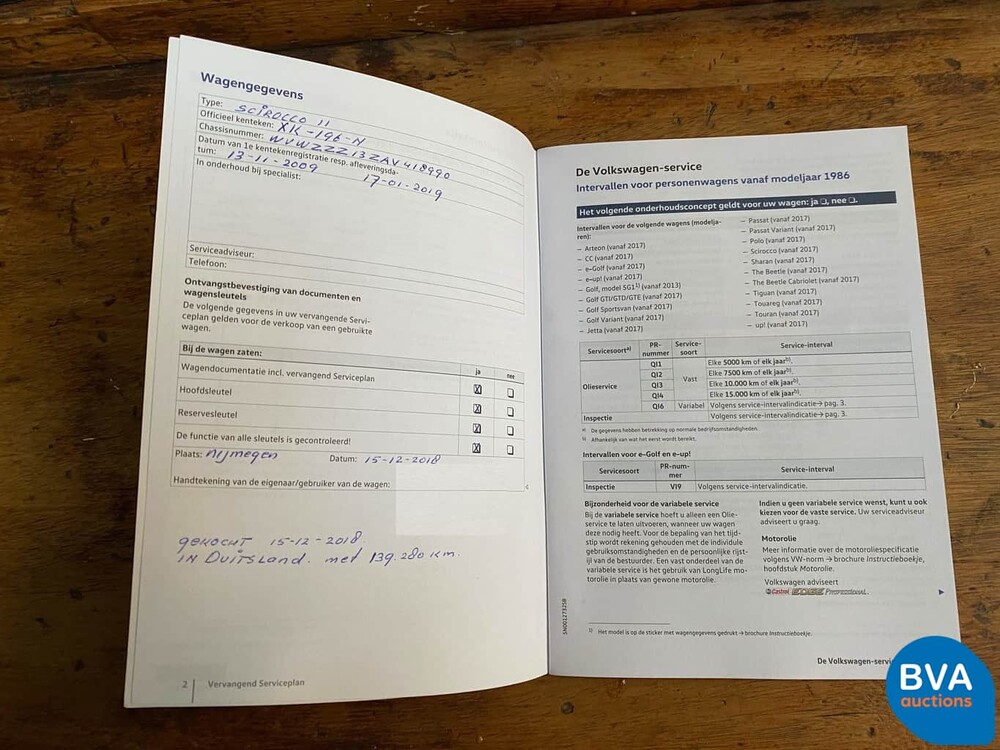 Wagengegevens
Type: SCIROCCO II
Officieel kenteken: XK-196-N
Chassisnummer: WVWZZZ13ZAV418990
Datum van 1e kentekenregistratie resp. afleveringsda-
tum: 13-11-2009 17-01-2019
In onderhoud bij specialist:
Serviceadviseur:
Telefoon:
Ontvangstbevestiging van documenten en
wagensleutels
De volgende gegevens in uw vervangende Servi-
ceplan gelden voor de verkoop van een gebruikte
wagen.
Bij de wagen zaten: ja nee
Wagendocumentatie incl. vervangend Serviceplan
Hoofdsleutel
Reservesleutel
De functie van alle sleutels is gecontroleerd!
Plaats: Nijmegen Datum: 15-12-2018
Handtekening van de eigenaar/gebruiker van de wagen:
gekocht 15-12-2018
in Duitsland. met 139.280 km.
2 Vervangend Serviceplan
De Volkswagen-service
Intervallen voor personenwagens vanaf modeljaar 1986
Het volgende onderhoudsconcept geldt voor uw wagen: ja ❑, nee ❑.
Intervallen voor de volgende wagens (modelja-
ren):
– Arteon (vanaf 2017)
– CC (vanaf 2017)
– e-Golf (vanaf 2017)
– e-up! (vanaf 2017)
– Golf, model 5G1¹⁾ (vanaf 2013)
– Golf GTI/GTD/GTE (vanaf 2017)
– Golf Sportsvan (vanaf 2017)
– Golf Variant (vanaf 2017)
– Jetta (vanaf 2017)
– Passat (vanaf 2017)
– Passat Variant (vanaf 2017)
– Polo (vanaf 2017)
– Scirocco (vanaf 2017)
– Sharan (vanaf 2017)
– The Beetle (vanaf 2017)
– The Beetle Cabriolet (vanaf 2017)
– Tiguan (vanaf 2017)
– Touareg (vanaf 2017)
– Touran (vanaf 2017)
– up! (vanaf 2017)
Servicesoort ᵃ⁾ PR-nummer Service-soort Service-interval
Olieservice QI1 Vast Elke 5000 km of elk jaar ᵇ⁾.
QI2 Elke 7500 km of elk jaar ᵇ⁾.
QI3 Elke 10.000 km of elk jaar ᵇ⁾.
QI4 Elke 15.000 km of elk jaar ᵇ⁾.
QI6 Variabel Volgens service-intervalindicatie → pag. 3.
Inspectie Volgens service-intervalindicatie → pag. 3.
ᵃ⁾ De gegevens hebben betrekking op normale bedrijfsomstandigheden.
ᵇ⁾ Afhankelijk van wat het eerst wordt bereikt.
Intervallen voor e-Golf en e-up!
Servicesoort PR-num-mer Service-interval
Inspectie VI9 Volgens service-intervalindicatie.
Bijzonderheid voor de variabele service
Bij de variabele service hoeft u alleen een Olie-
service te laten uitvoeren, wanneer uw wagen
deze nodig heeft. Voor de bepaling van het tijd-
stip wordt rekening gehouden met de individuele
gebruiksomstandigheden en de persoonlijke rijst-
ijl van de bestuurder. Een vast onderdeel van de
variabele service is het gebruik van LongLife mo-
torolie in plaats van gewone motorolie.
Indien u geen variabele service wenst, kunt u ook
kiezen voor de vaste service. Uw serviceadviseur
adviseert u graag.
Motorolie
Meer informatie over de motoroliespecificatie
volgens VW-norm → brochure Instructieboekje,
hoofdstuk Motorolie.
Volkswagen adviseert
Castrol EDGE PROFESSIONAL
SN001273258
¹⁾ Het model is op de sticker met wagengegevens gedrukt → brochure Instructieboekje.
De Volkswagen-servic
BVA
auctions